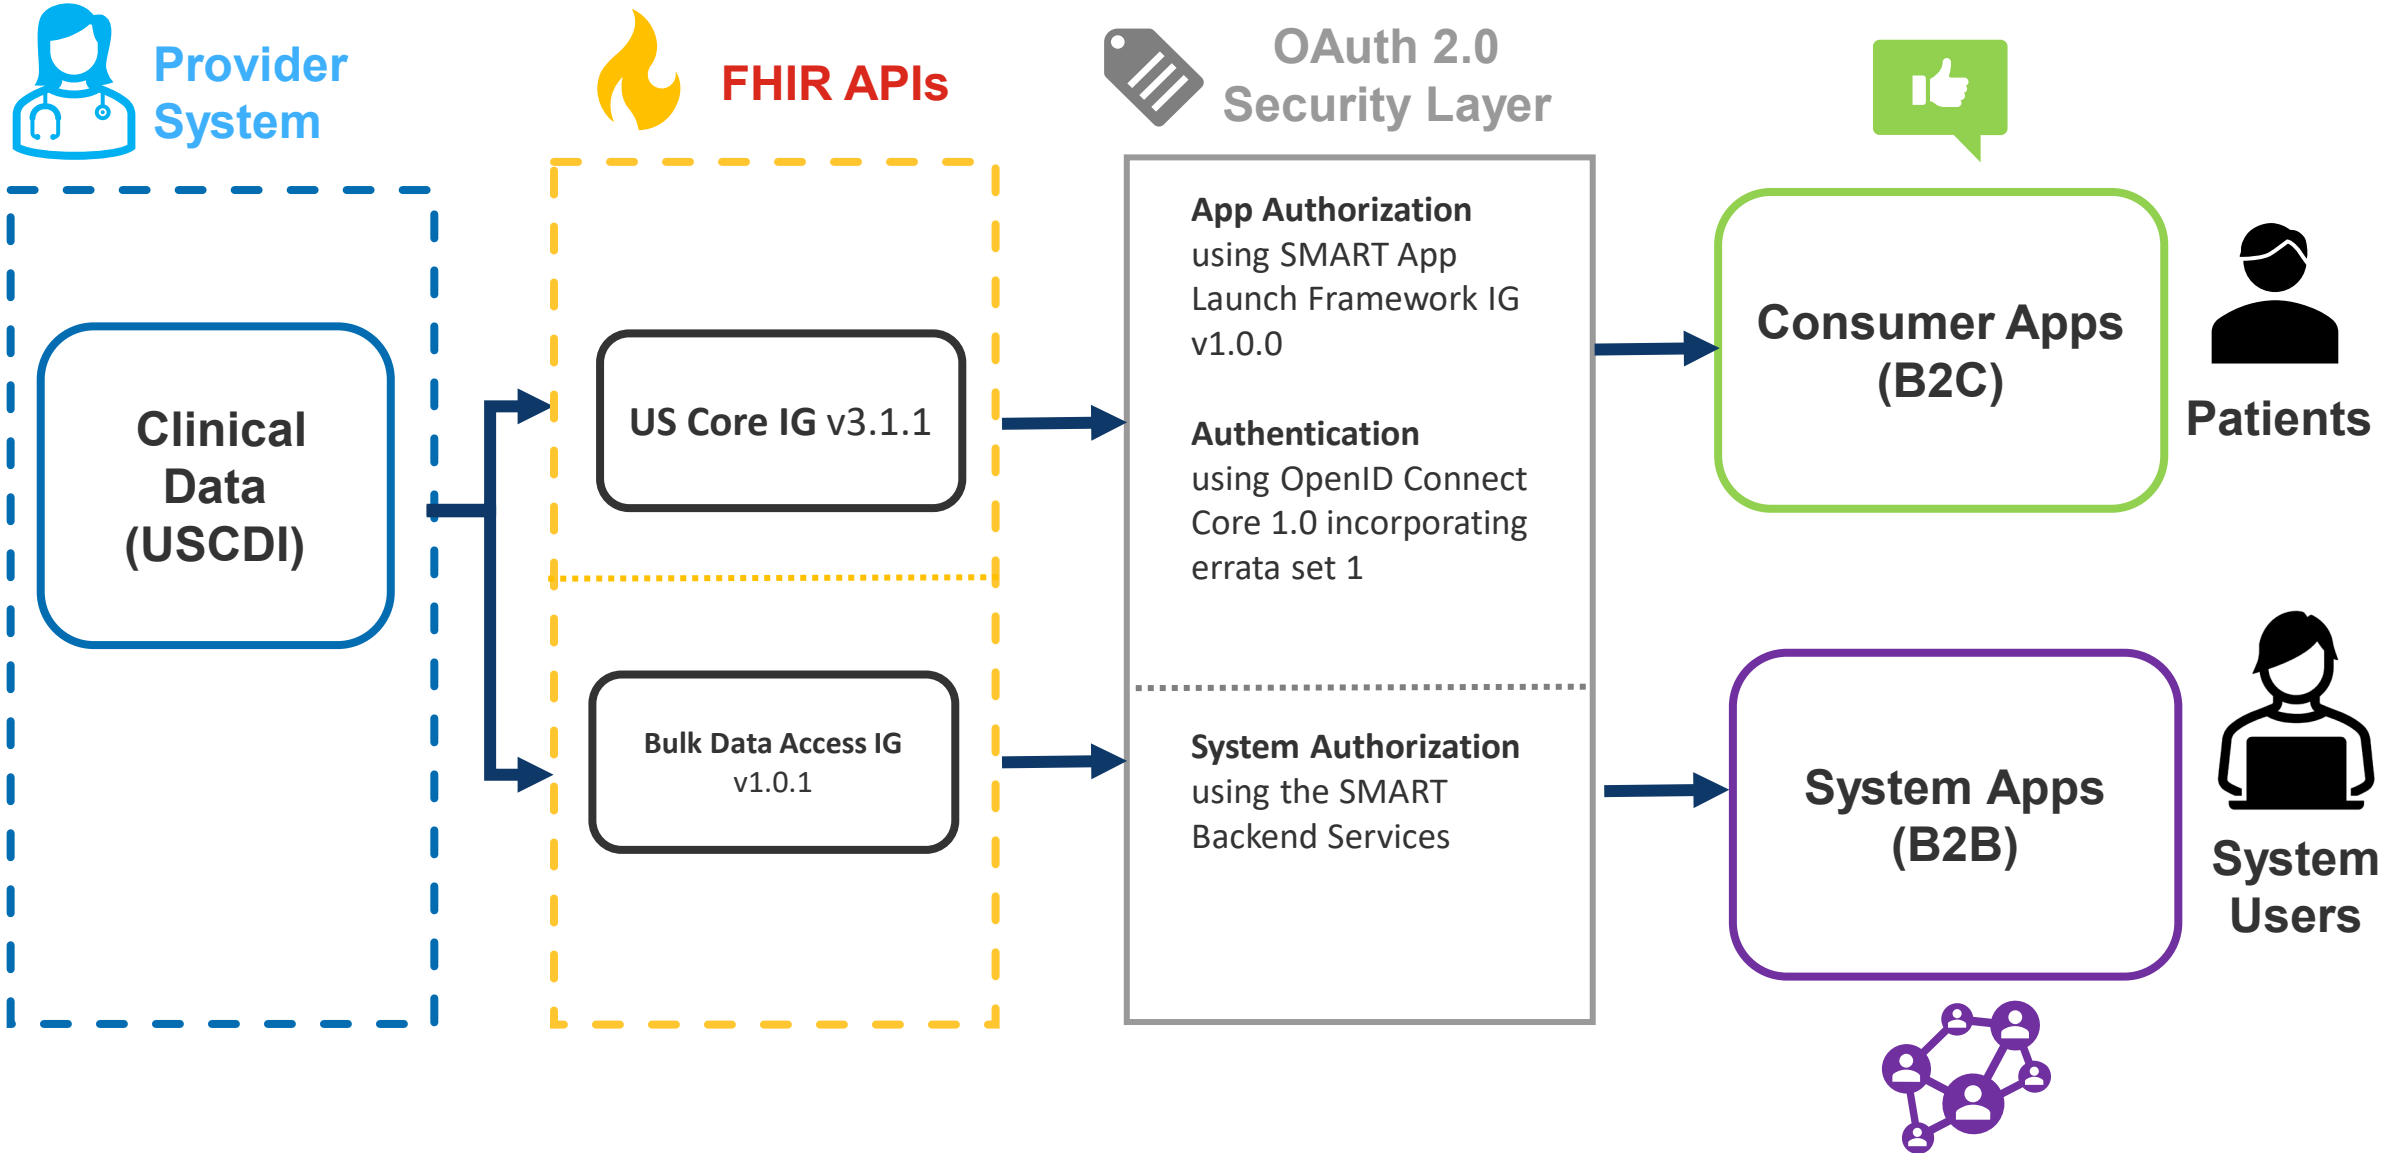 Provider
System
FHIR APIs
OAuth 2.0
Security Layer
Clinical
Data
(USCDI)
US Core IG v3.1.1
Bulk Data Access IG
v1.0.1
App Authorization
using SMART App
Launch Framework IG
v1.0.0
Authentication
using OpenID Connect
Core 1.0 incorporating
errata set 1
System Authorization
using the SMART
Backend Services
Consumer Apps
(B2C)
Patients
System Apps
(B2B)
System
Users